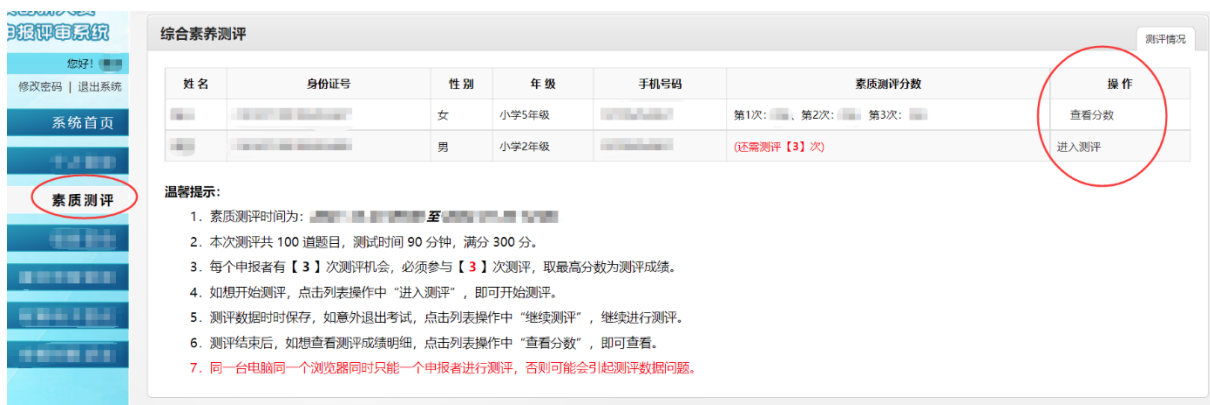 申报评审系统
您好！
修改密码 | 退出系统
系统首页
素质测评
综合素养测评
测评情况
姓 名 身份证号 性 别 年 级 手机号码 素质测评分数 操 作
女 小学5年级 第1次： 、第2次： 第3次： 查看分数
男 小学2年级 (还需测评【3】次) 进入测评
温馨提示：
1. 素质测评时间为： 至
2. 本次测评共 100 道题目，测试时间 90 分钟，满分 300 分。
3. 每个申报者有【 3 】次测评机会，必须参与【 3 】次测评，取最高分数为测评成绩。
4. 如想开始测评，点击列表操作中“进入测评”，即可开始测评。
5. 测评数据时时保存，如意外退出考试，点击列表操作中“继续测评”，继续进行测评。
6. 测评结束后，如想查看测评成绩明细，点击列表操作中“查看分数”，即可查看。
7. 同一台电脑同一个浏览器同时只能一个申报者进行测评，否则可能会引起测评数据问题。